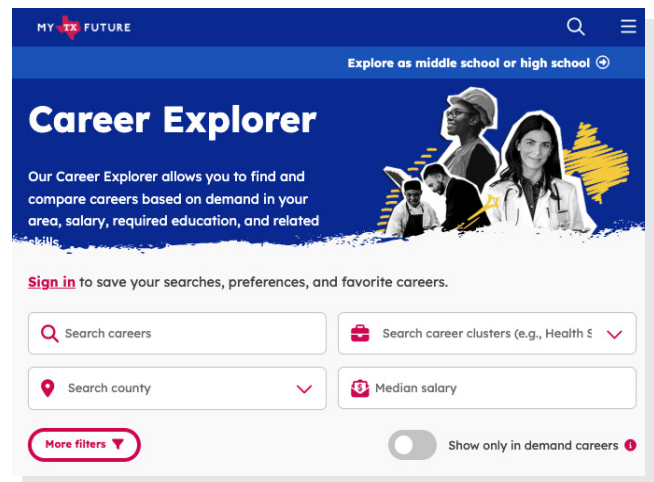 MY TX FUTURE
Explore as middle school or high school
Career Explorer
Our Career Explorer allows you to find and
compare careers based on demand in your
area, salary, required education, and related
skills.
Sign in to save your searches, preferences, and favorite careers.
Search careers
Search career clusters (e.g., Health S
Search county
Median salary
More filters
Show only in demand careers